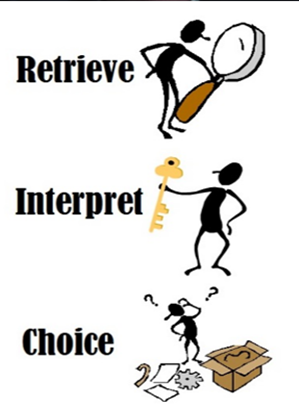 Retrieve
Interpret
? ?
Choice